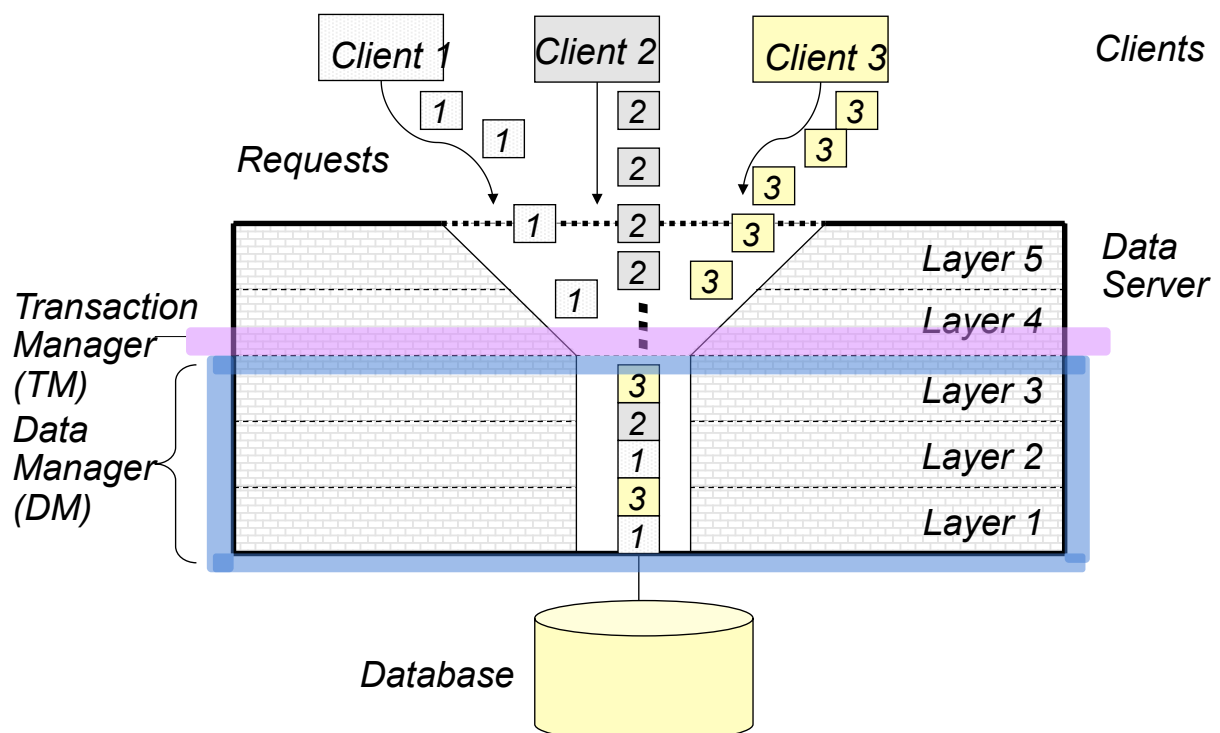 Client 1
Client 2
Client 3
Clients
1
2
3
1
3
Requests
2
3
1
2
3
Layer 5
Data
Server
2
3
1
Transaction
Manager
(TM)
Layer 4
3
Layer 3
Data
Manager
(DM)
2
1
Layer 2
3
1
Layer 1
Database